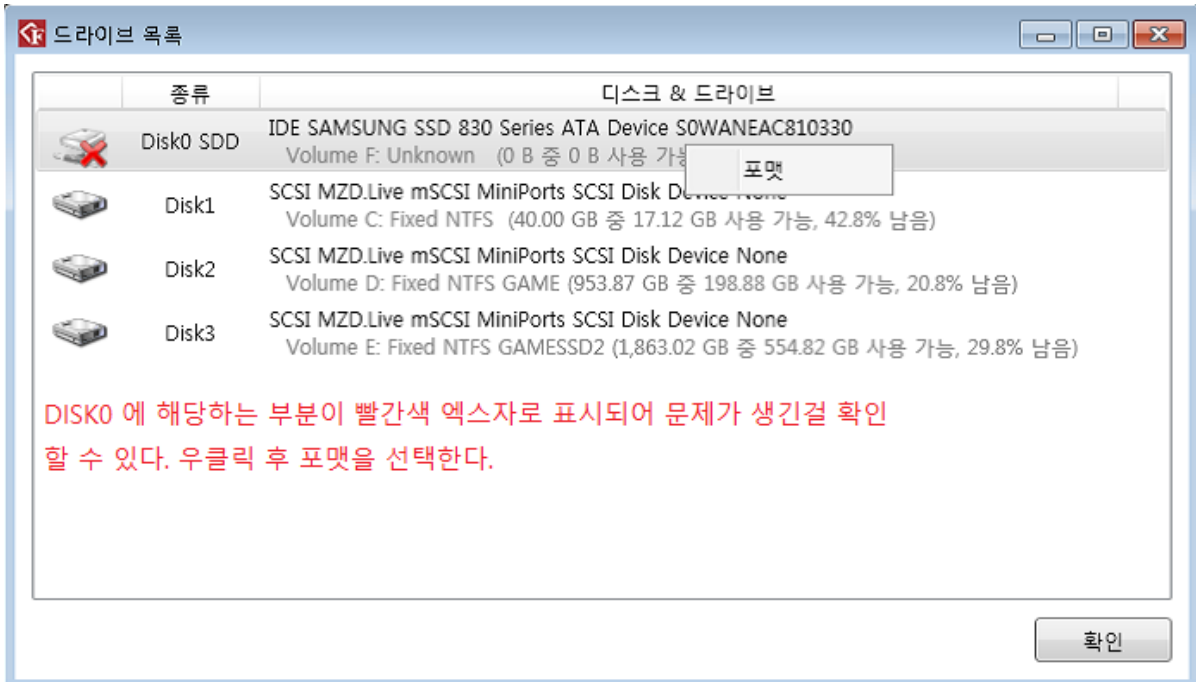 드라이브 목록
종류 디스크 & 드라이브
Disk0 SDD IDE SAMSUNG SSD 830 Series ATA Device S0WANEAC810330
Volume F: Unknown (0 B 중 0 B 사용 가능
포맷
Disk1 SCSI MZD.Live mSCSI MiniPorts SCSI Disk Device None
Volume C: Fixed NTFS (40.00 GB 중 17.12 GB 사용 가능, 42.8% 남음)
Disk2 SCSI MZD.Live mSCSI MiniPorts SCSI Disk Device None
Volume D: Fixed NTFS GAME (953.87 GB 중 198.88 GB 사용 가능, 20.8% 남음)
Disk3 SCSI MZD.Live mSCSI MiniPorts SCSI Disk Device None
Volume E: Fixed NTFS GAMESSD2 (1,863.02 GB 중 554.82 GB 사용 가능, 29.8% 남음)
DISK0 에 해당하는 부분이 빨간색 엑스자로 표시되어 문제가 생긴걸 확인
할 수 있다. 우클릭 후 포맷을 선택한다.
확인